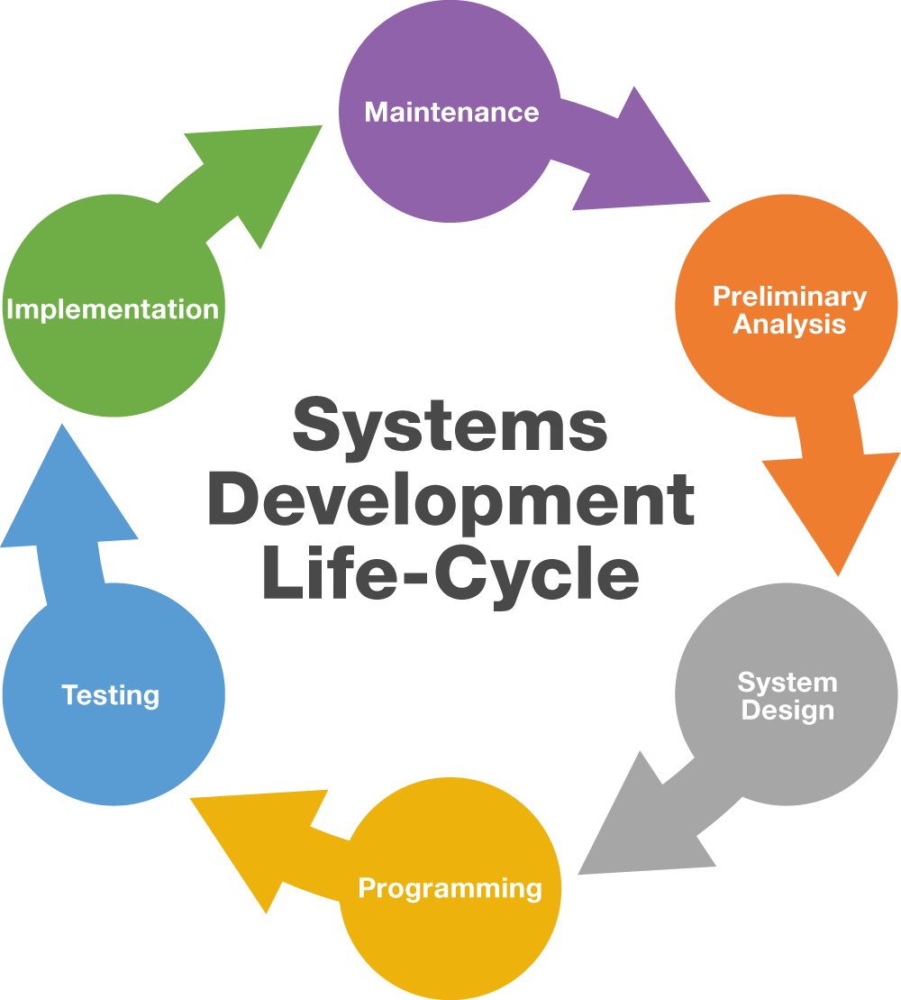 Maintenance
Preliminary
Analysis
System
Design
Programming
Testing
Implementation
Systems
Development
Life-Cycle